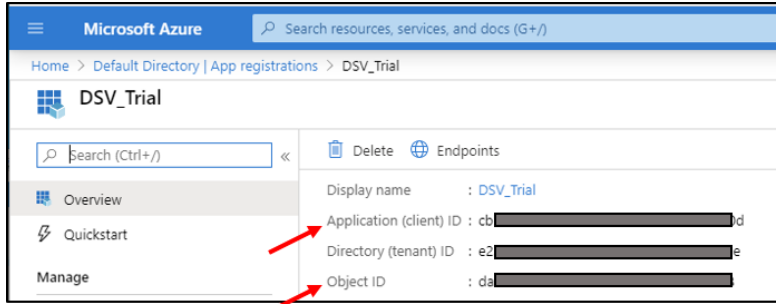 Microsoft Azure
Search resources, services, and docs (G+/)
Home > Default Directory | App registrations > DSV_Trial
DSV_Trial
Search (Ctrl+/)
«
Delete
Endpoints
Overview
Quickstart
Manage
Display name : DSV_Trial
Application (client) ID : cb
Directory (tenant) ID : e2
Object ID : da